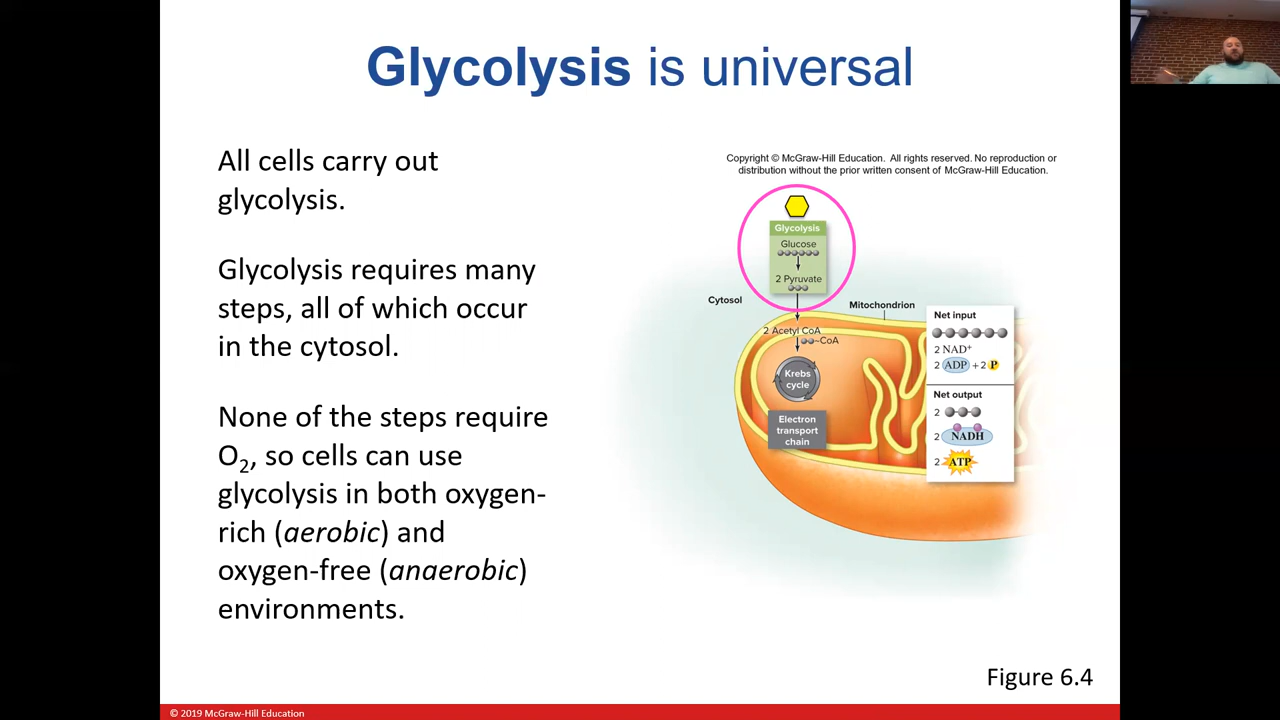 Glycolysis is universal
All cells carry out
glycolysis.
Glycolysis requires many
steps, all of which occur
in the cytosol.
None of the steps require
O₂, so cells can use
glycolysis in both oxygen-
rich (aerobic) and
oxygen-free (anaerobic)
environments.
Copyright © McGraw-Hill Education. All rights reserved. No reproduction or
distribution without the prior written consent of McGraw-Hill Education.
Glycolysis
Glucose
2 Pyruvate
Cytosol
Mitochondrion
2 Acetyl CoA
~CoA
Krebs
cycle
Electron
transport
chain
Net input
2 NAD⁺
2 ADP + 2 P
Net output
2
2 NADH
2 ATP
Figure 6.4
© 2019 McGraw-Hill Education